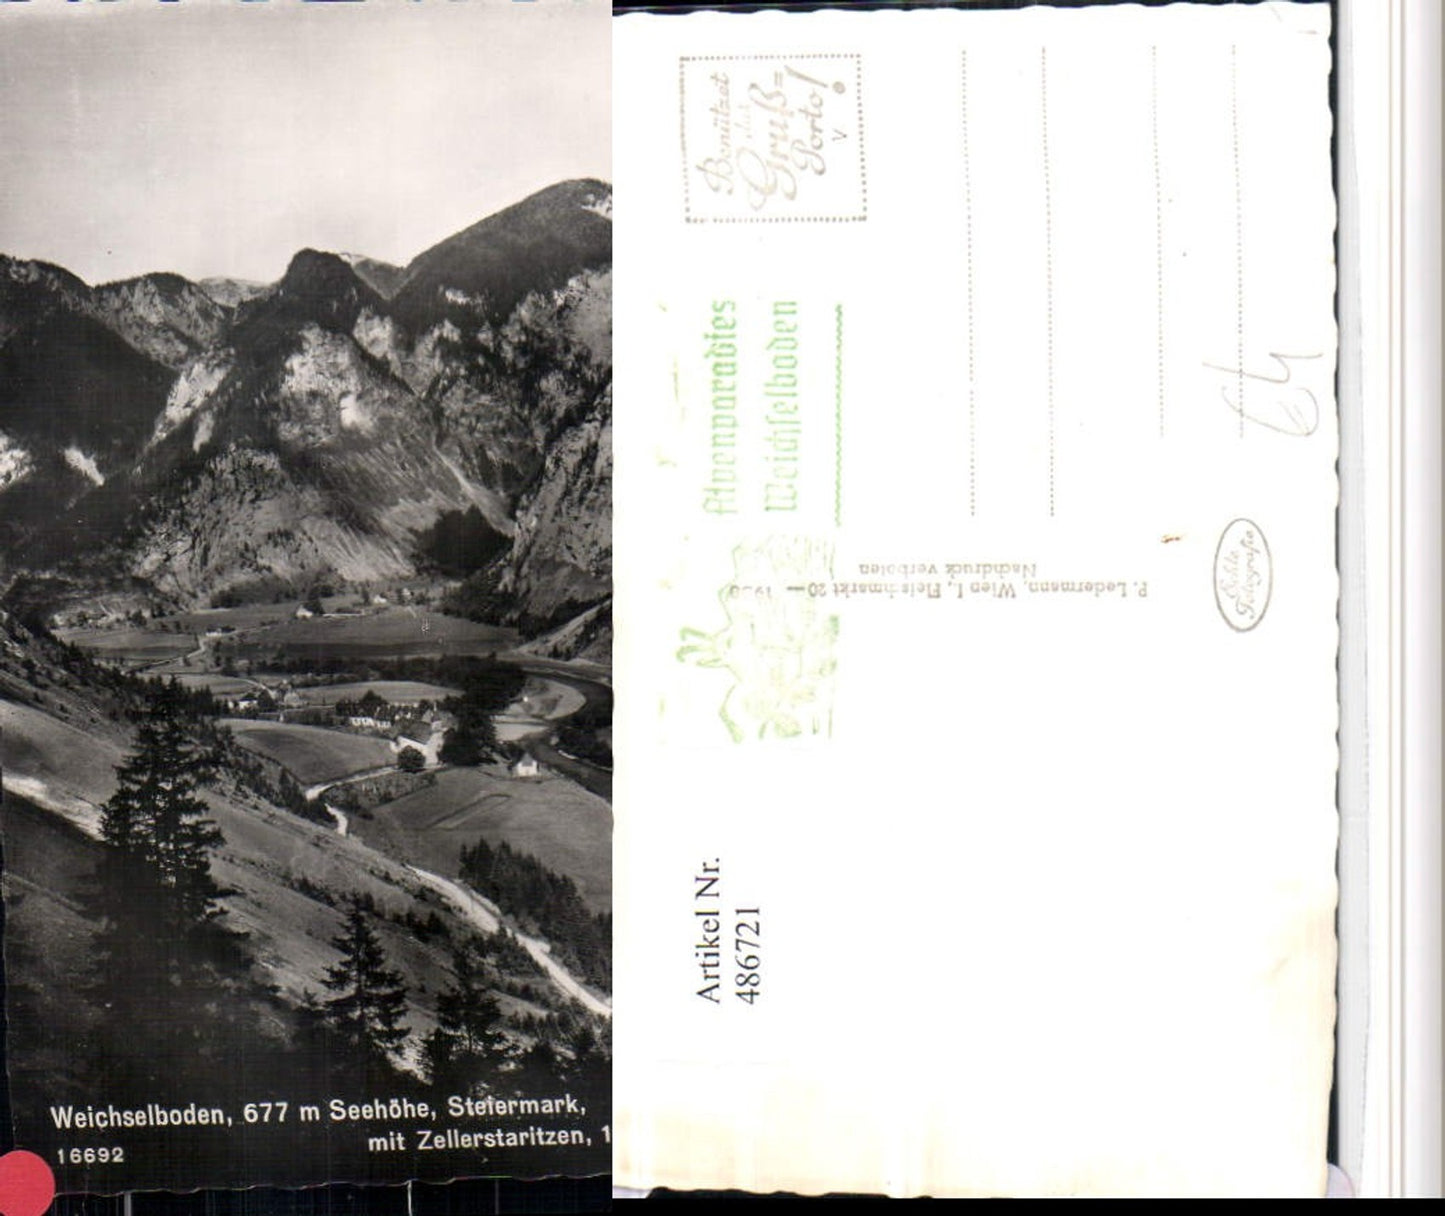 Weichselboden, 677 m Seehöhe, Steiermark,
mit Zellerstaritzen, 1
16692
Benützet
das
Gruß=
Porto!
V
Alpenparadies
Weichselboden
P. Ledermann, Wien I, Fleischmarkt 20 —
Nachdruck verboten
Echte
Fotografie
Artikel Nr.
486721